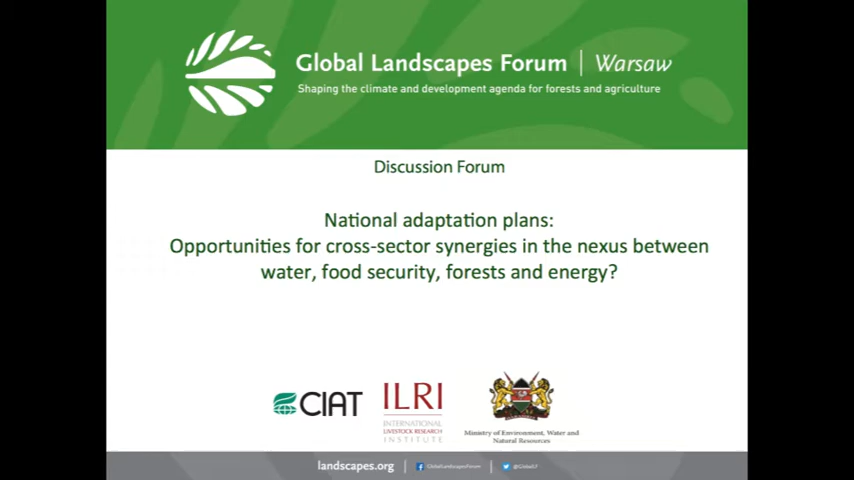 Global Landscapes Forum | Warsaw
Shaping the climate and development agenda for forests and agriculture
Discussion Forum
National adaptation plans:
Opportunities for cross-sector synergies in the nexus between
water, food security, forests and energy?
CIAT
ILRI
INTERNATIONAL
LIVESTOCK RESEARCH
INSTITUTE
Ministry of Environment, Water and
Natural Resources
landscapes.org | GlobalLandscapesForum | @GlobalLF